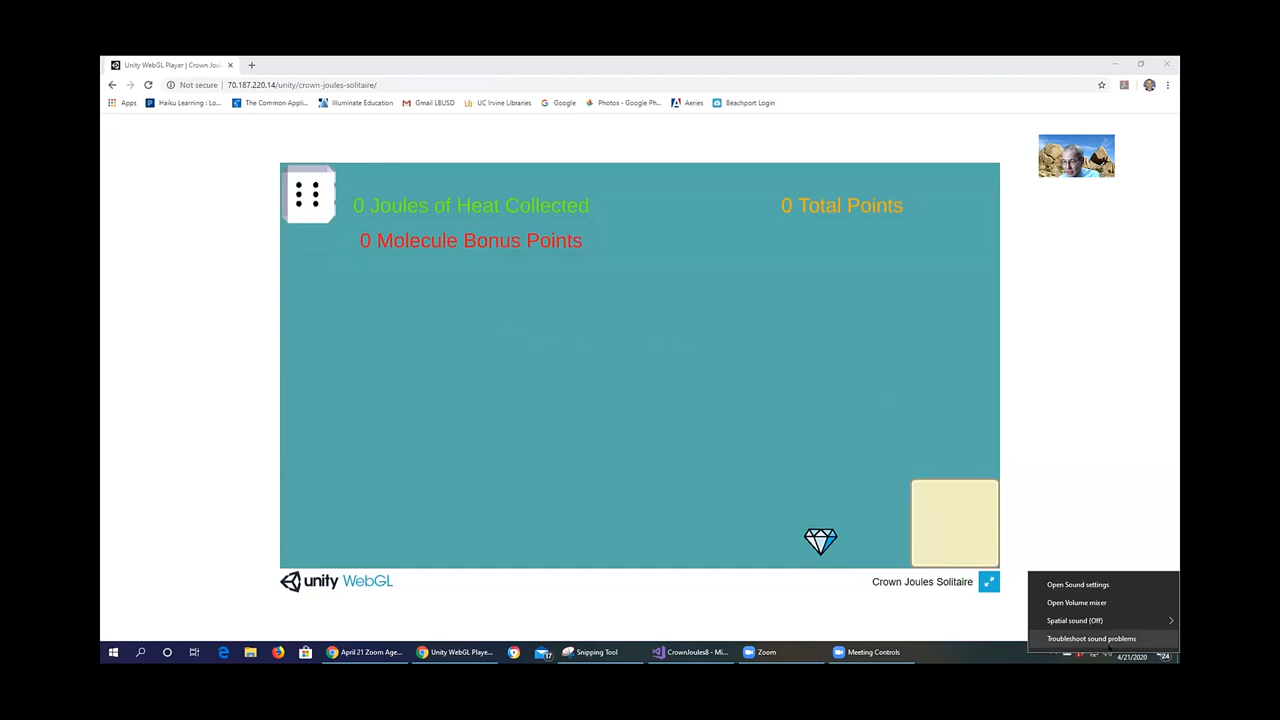 Unity WebGL Player | Crown Jou
Not secure | 70.187.220.14/unity/crown-joules-solitaire/
Apps Haiku Learning : Lo... The Common Appli... Illuminate Education Gmail LBUSD UC Irvine Libraries Google Photos - Google Ph... Aeries Beachport Login
0 Joules of Heat Collected
0 Total Points
0 Molecule Bonus Points
unity WebGL
Crown Joules Solitaire
Open Sound settings
Open Volume mixer
Spatial sound (Off)
Troubleshoot sound problems
April 21 Zoom Age... Unity WebGL Playe... 17 Snipping Tool CrownJoules8 - Mi... Zoom Meeting Controls
4/21/2020
24